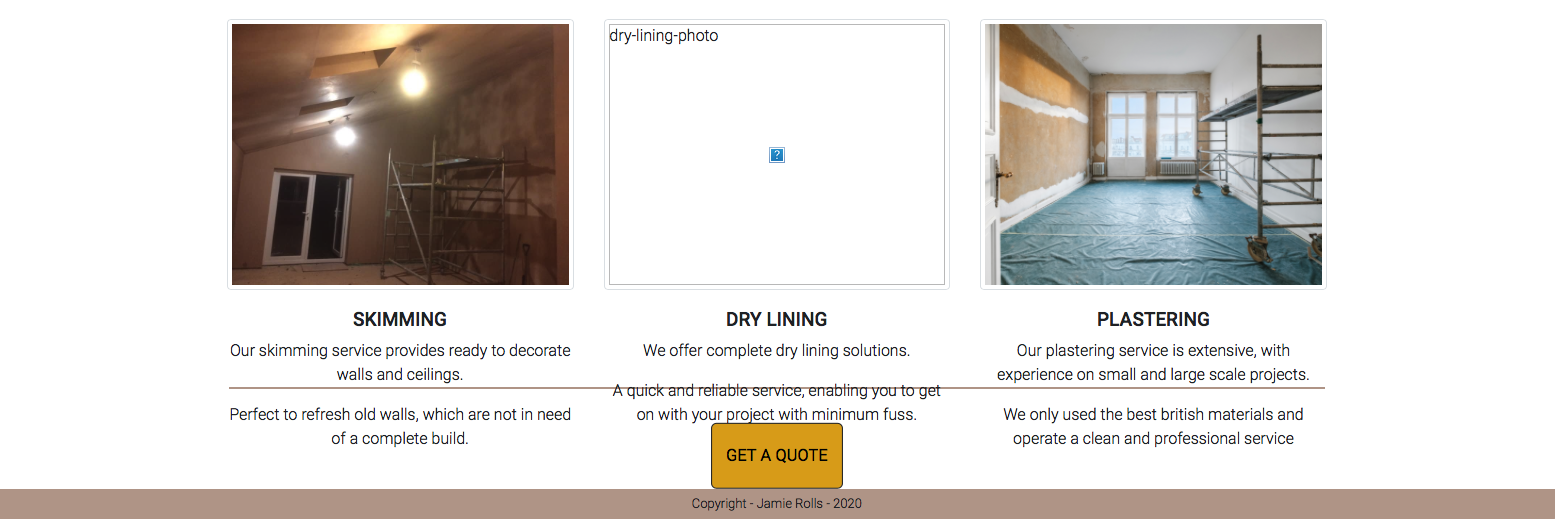 dry-lining-photo
?
SKIMMING
Our skimming service provides ready to decorate
walls and ceilings.
Perfect to refresh old walls, which are not in need
of a complete build.
DRY LINING
We offer complete dry lining solutions.
A quick and reliable service, enabling you to get
on with your project with minimum fuss.
PLASTERING
Our plastering service is extensive, with
experience on small and large scale projects.
We only used the best british materials and
operate a clean and professional service
GET A QUOTE
Copyright - Jamie Rolls - 2020